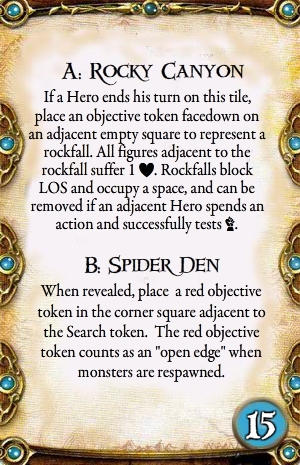 A: Rocky Canyon
If a Hero ends his turn on this tile,
place an objective token facedown on
an adjacent empty square to represent a
rockfall. All figures adjacent to the
rockfall suffer 1 ♥. Rockfalls block
LOS and occupy a space, and can be
removed if an adjacent Hero spends an
action and successfully tests .
B: Spider Den
When revealed, place a red objective
token in the corner square adjacent to
the Search token. The red objective
token counts as an "open edge" when
monsters are respawned.
15